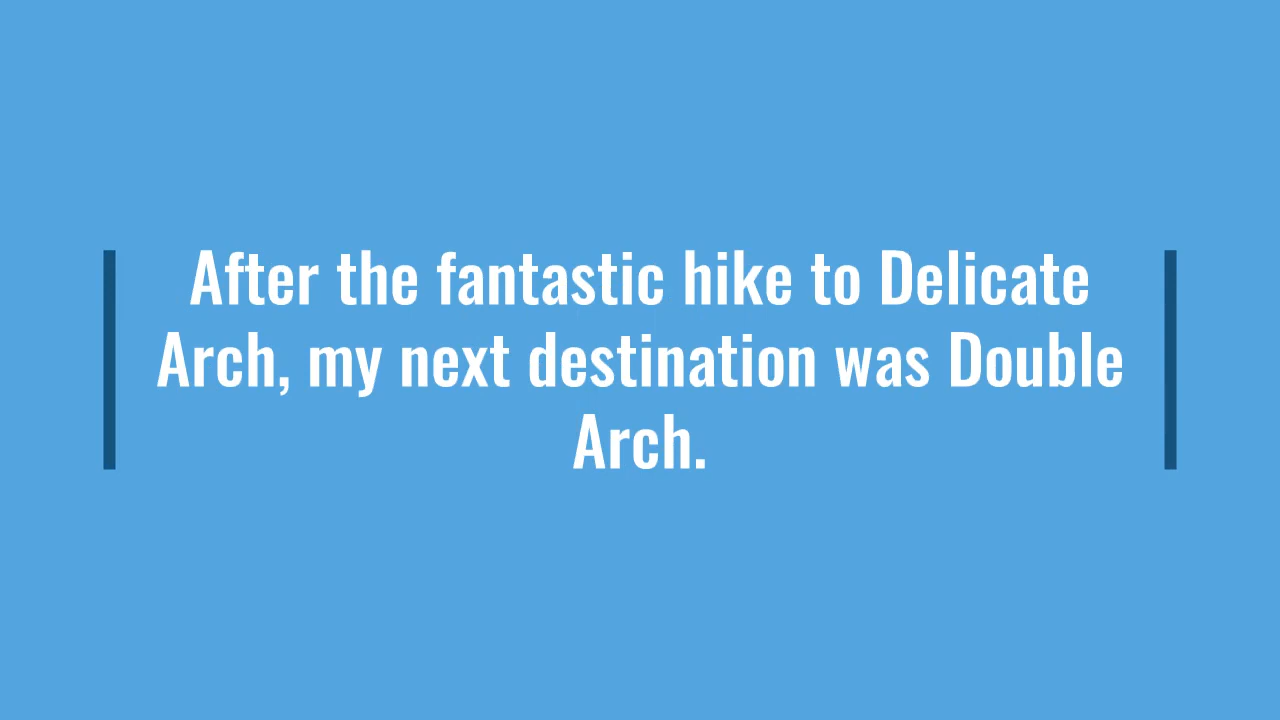 After the fantastic hike to Delicate
Arch, my next destination was Double
Arch.